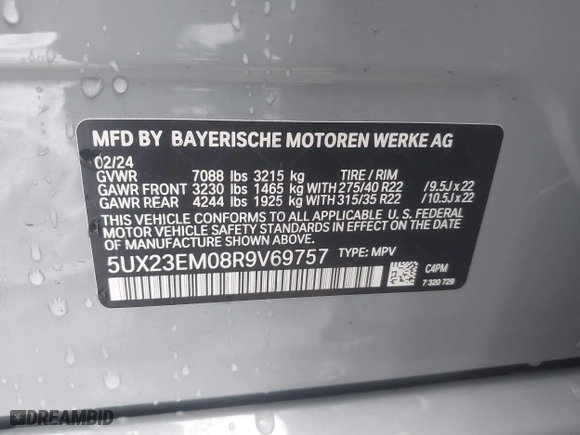 MFD BY BAYERISCHE MOTOREN WERKE AG
02/24
GVWR 7088 lbs 3215 kg TIRE / RIM
GAWR FRONT 3230 lbs 1465 kg WITH 275/40 R22 /9.5J x 22
GAWR REAR 4244 lbs 1925 kg WITH 315/35 R22 /10.5J x 22
THIS VEHICLE CONFORMS TO ALL APPLICABLE U. S. FEDERAL
MOTOR VEHICLE SAFETY STANDARDS IN EFFECT ON THE
DATE OF MANUFACTURE SHOWN ABOVE.
5UX23EM08R9V69757 TYPE: MPV
C4PM
7 320 729
DREAMBID